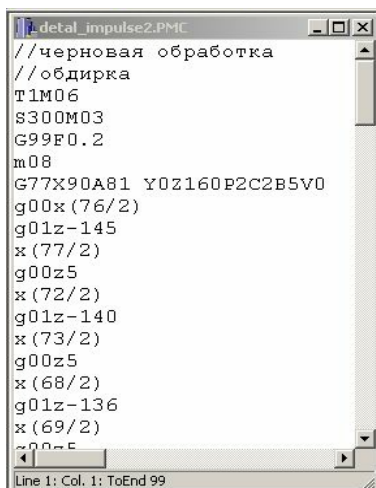 detal_impulse2.PMC
//черновая обработка
//обдирка
T1M06
S300M03
G99F0.2
m08
G77X90A81 Y0Z160P2C2B5V0
g00x(76/2)
g01z-145
x(77/2)
g00z5
x(72/2)
g01z-140
x(73/2)
g00z5
x(68/2)
g01z-136
x(69/2)
g00z5
Line 1: Col. 1: ToEnd 99